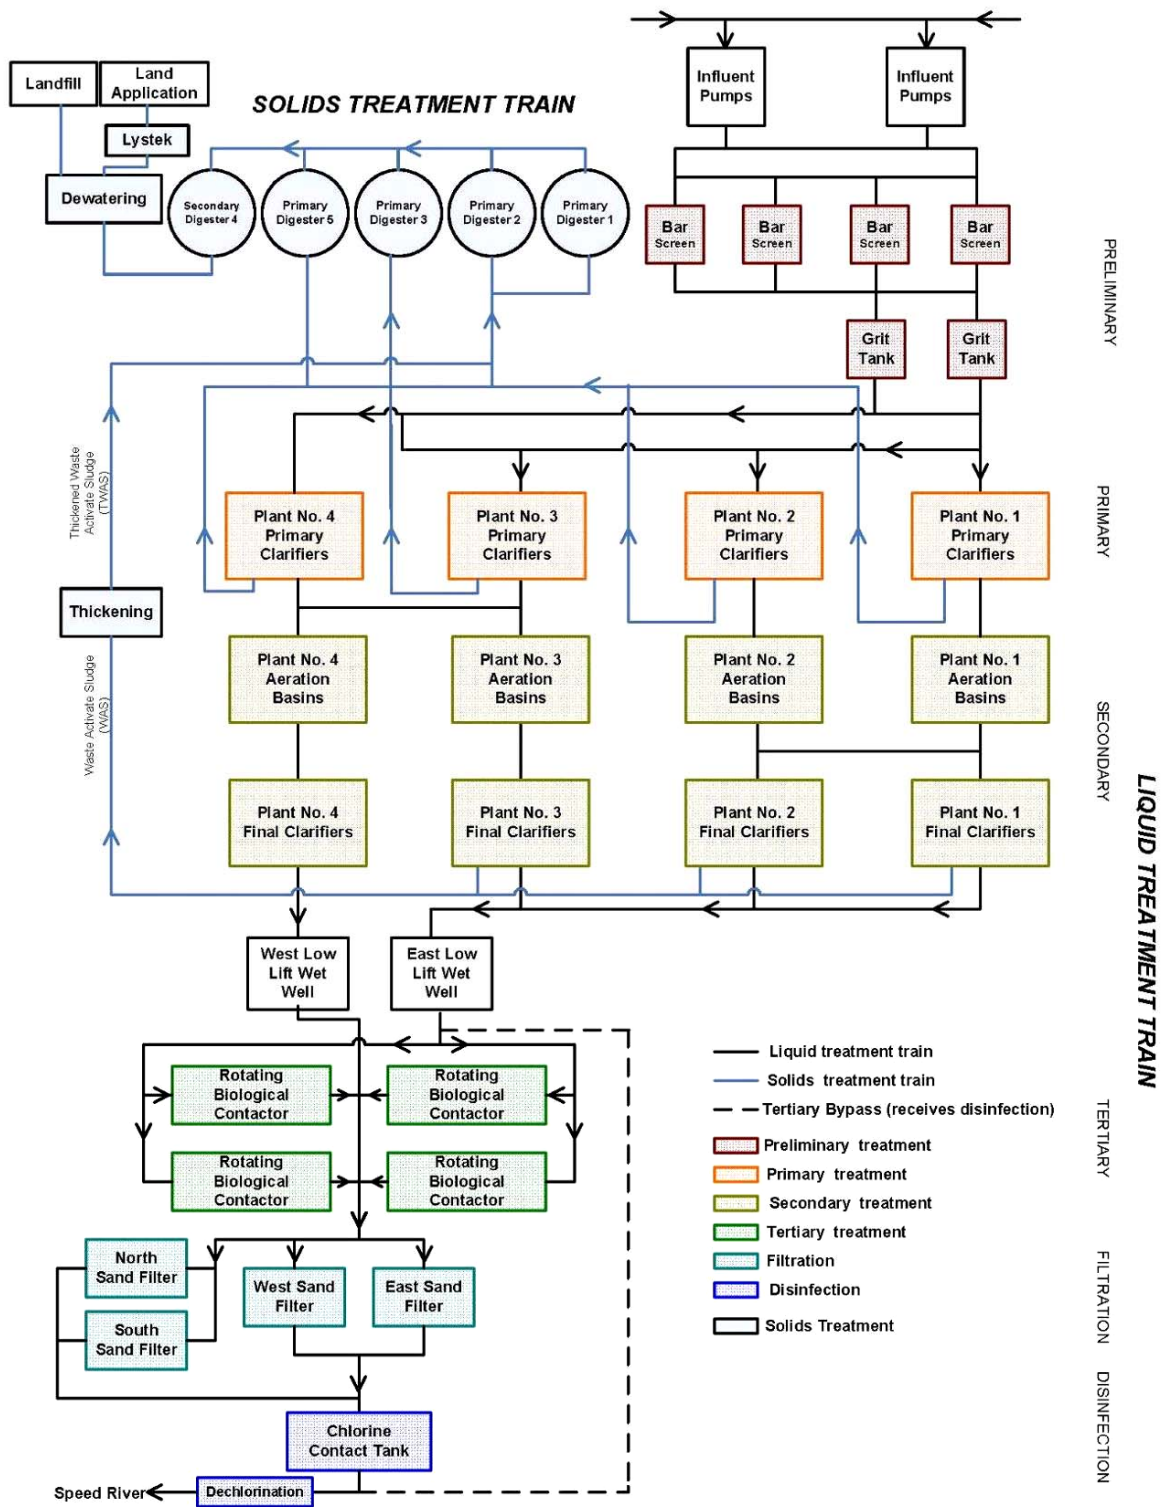 SOLIDS TREATMENT TRAIN
Landfill
Land
Application
Lystek
Dewatering
Secondary
Digester 4
Primary
Digester 5
Primary
Digester 3
Primary
Digester 2
Primary
Digester 1
Influent
Pumps
Influent
Pumps
Bar
Screen
Bar
Screen
Bar
Screen
Bar
Screen
Grit
Tank
Grit
Tank
PRELIMINARY
Thickened Waste
Activate Sludge
(TWAS)
Plant No. 4
Primary
Clarifiers
Plant No. 3
Primary
Clarifiers
Plant No. 2
Primary
Clarifiers
Plant No. 1
Primary
Clarifiers
PRIMARY
Thickening
Waste Activate Sludge
(WAS)
Plant No. 4
Aeration
Basins
Plant No. 3
Aeration
Basins
Plant No. 2
Aeration
Basins
Plant No. 1
Aeration
Basins
SECONDARY
Plant No. 4
Final Clarifiers
Plant No. 3
Final Clarifiers
Plant No. 2
Final Clarifiers
Plant No. 1
Final Clarifiers
LIQUID TREATMENT TRAIN
West Low
Lift Wet
Well
East Low
Lift Wet
Well
Rotating
Biological
Contactor
Rotating
Biological
Contactor
Rotating
Biological
Contactor
Rotating
Biological
Contactor
TERTIARY
Liquid treatment train
Solids treatment train
Tertiary Bypass (receives disinfection)
Preliminary treatment
Primary treatment
Secondary treatment
Tertiary treatment
Filtration
Disinfection
Solids Treatment
North
Sand Filter
South
Sand Filter
West Sand
Filter
East Sand
Filter
FILTRATION
Chlorine
Contact Tank
DISINFECTION
Speed River
Dechlorination